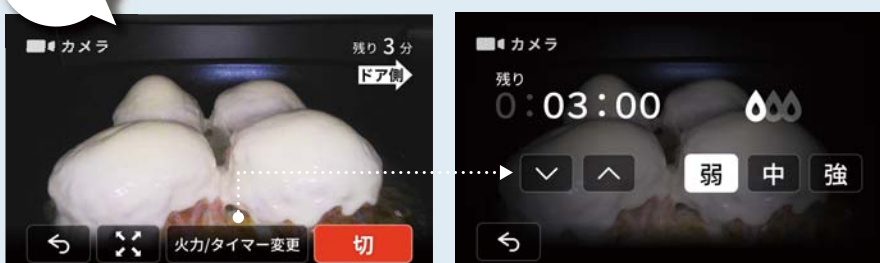 カメラ
残り 3 分
ドア側
火力/タイマー変更
切
カメラ
残り
0:03:00
弱 中 強